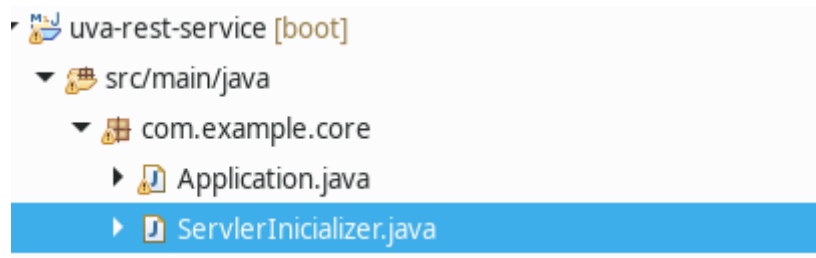 uva-rest-service [boot]
src/main/java
com.example.core
Application.java
ServlerInicializer.java